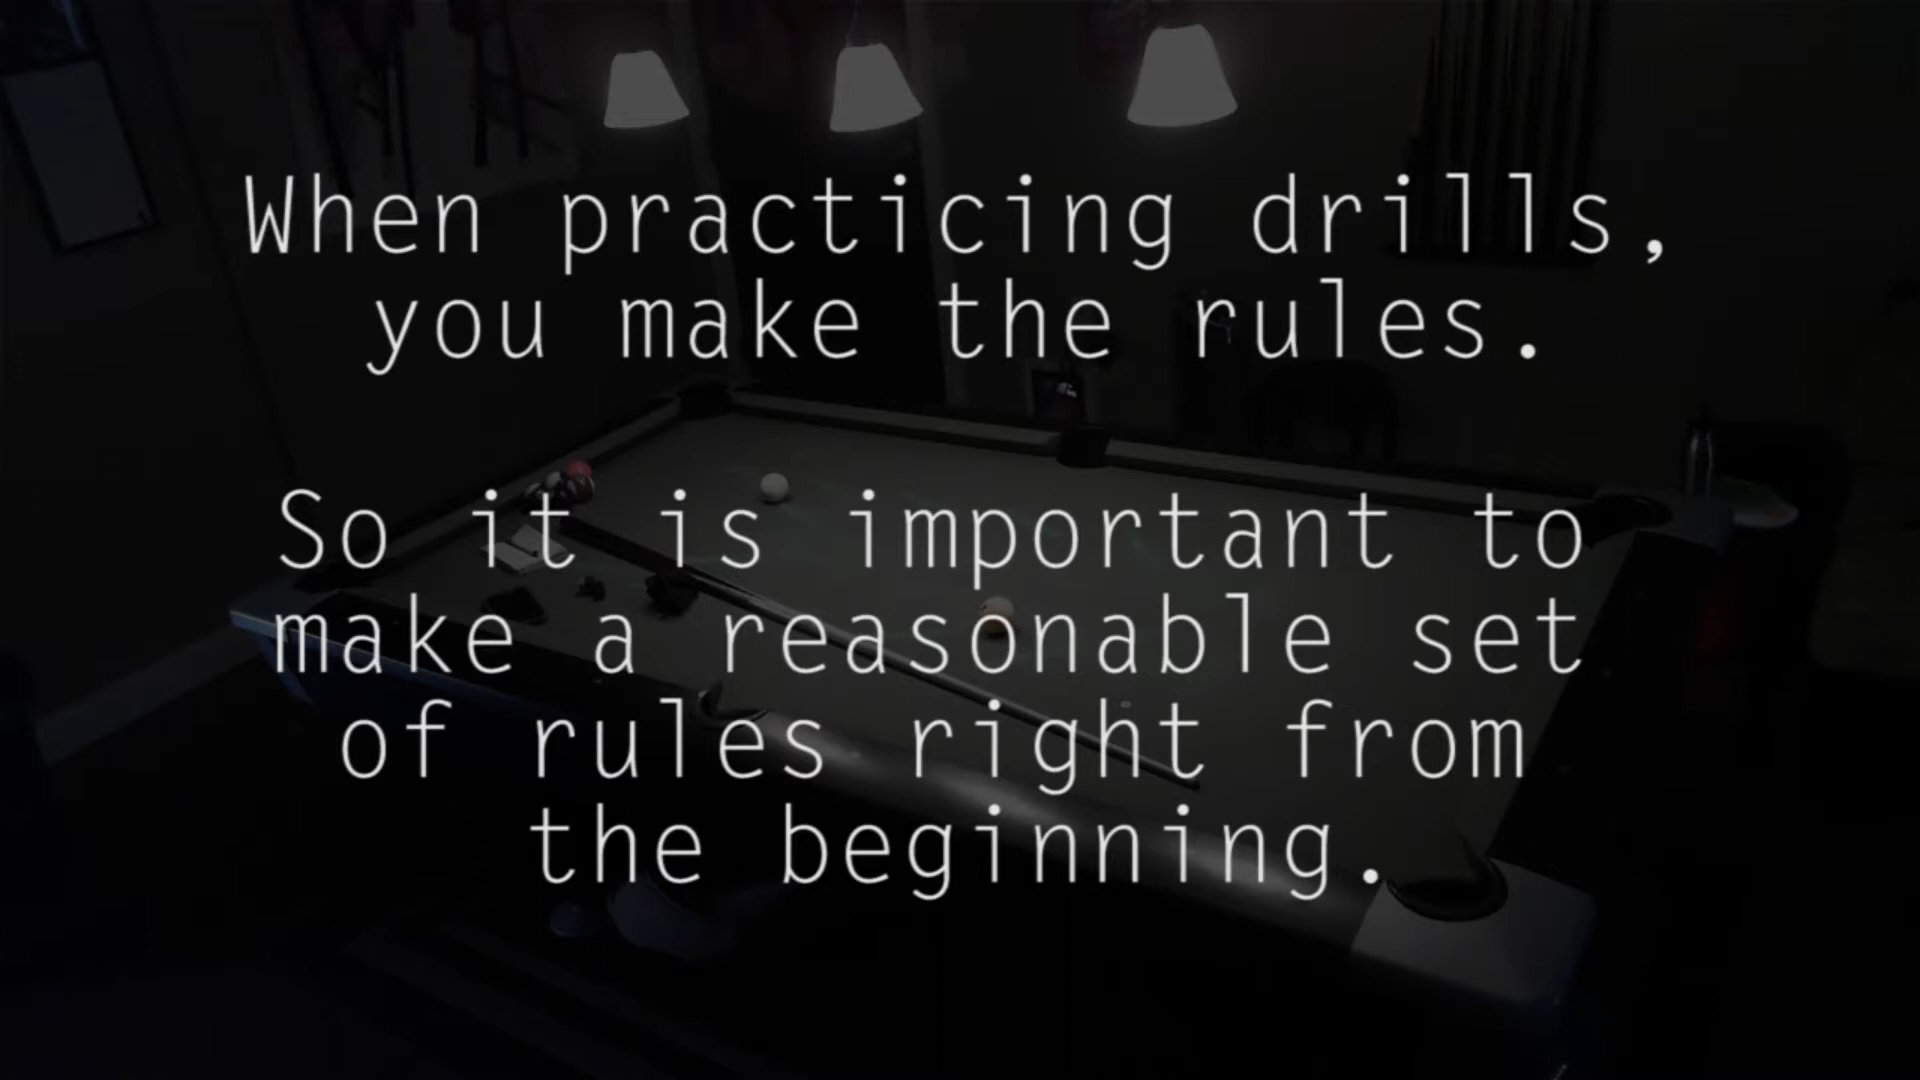 When practicing drills,
you make the rules.
So it is important to
make a reasonable set
of rules right from
the beginning.